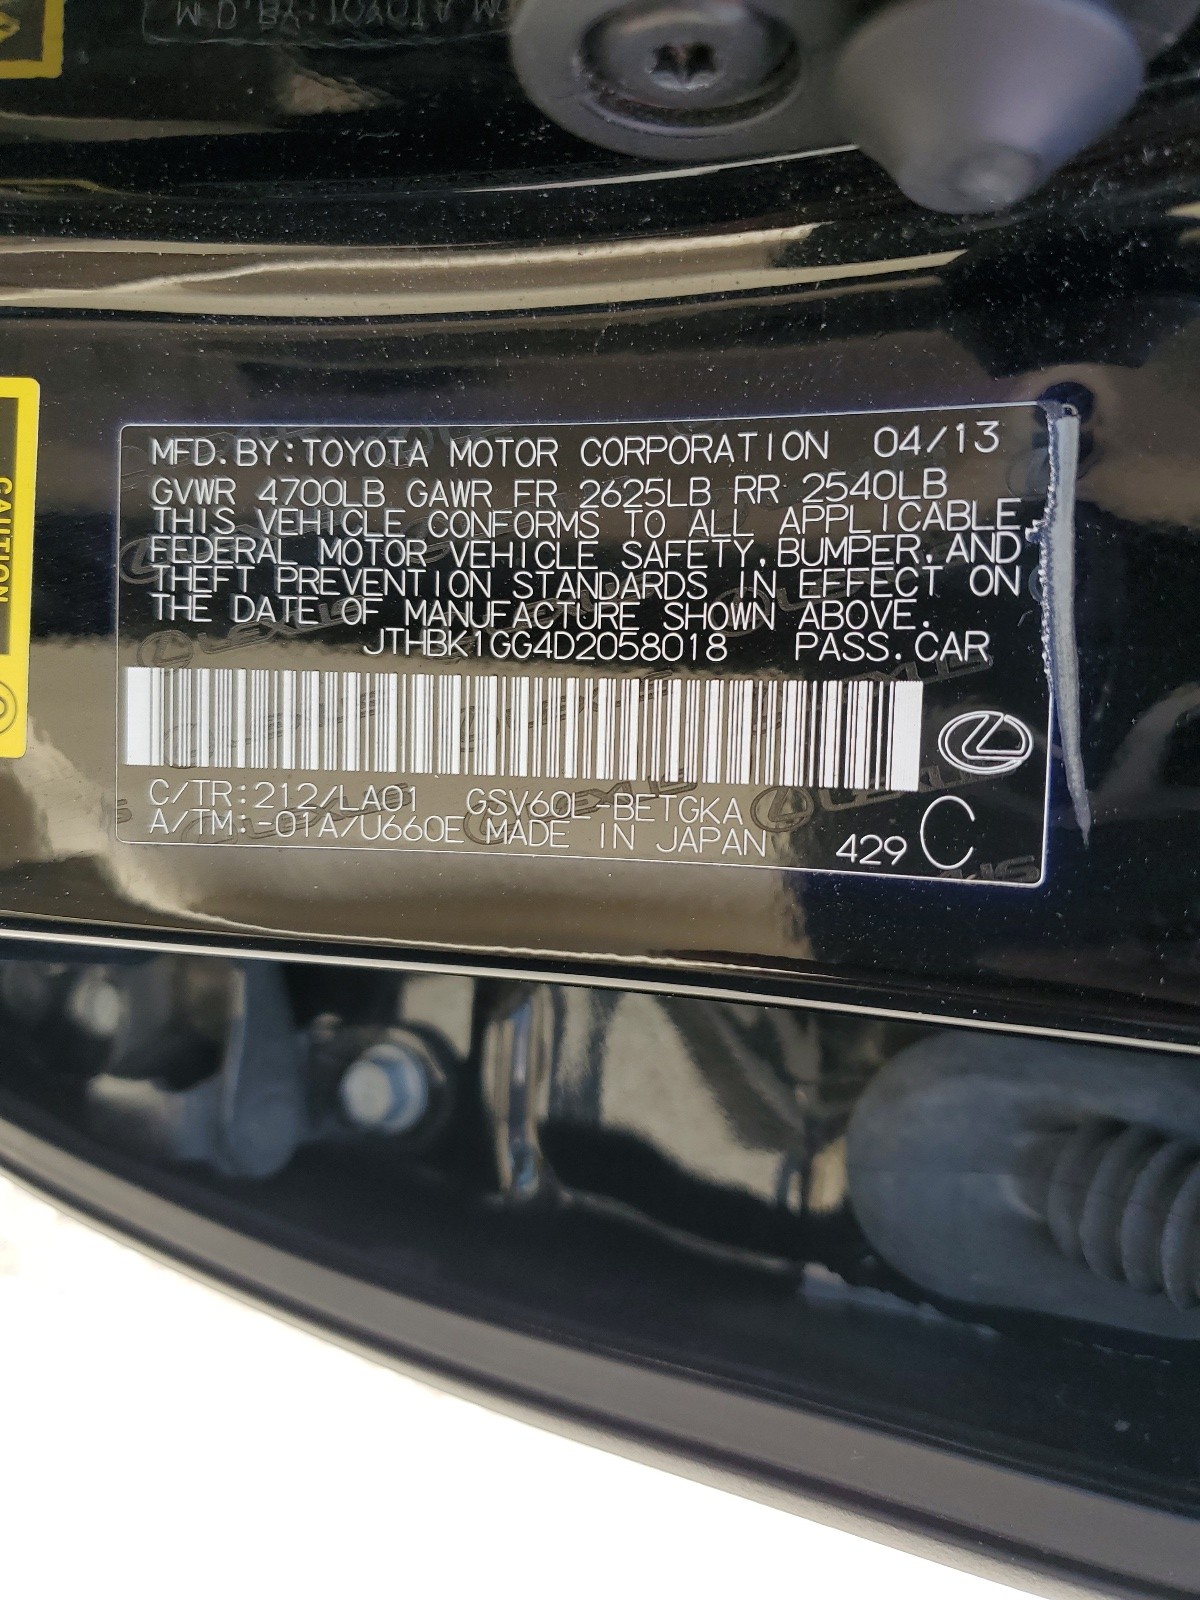 MFD.BY:TOYOTA MOTOR CORPORATION 04/13
GVWR 4700LB GAWR FR 2625LB RR 2540LB
THIS VEHICLE CONFORMS TO ALL APPLICABLE
FEDERAL MOTOR VEHICLE SAFETY,BUMPER,AND
THEFT PREVENTION STANDARDS IN EFFECT ON
THE DATE OF MANUFACTURE SHOWN ABOVE.
JTHBK1GG4D2058018 PASS.CAR
C/TR:212/LA01 GSV60L-BETGKA
A/TM:-01A/U660E MADE IN JAPAN 429 C
CAUTION
LEXUS